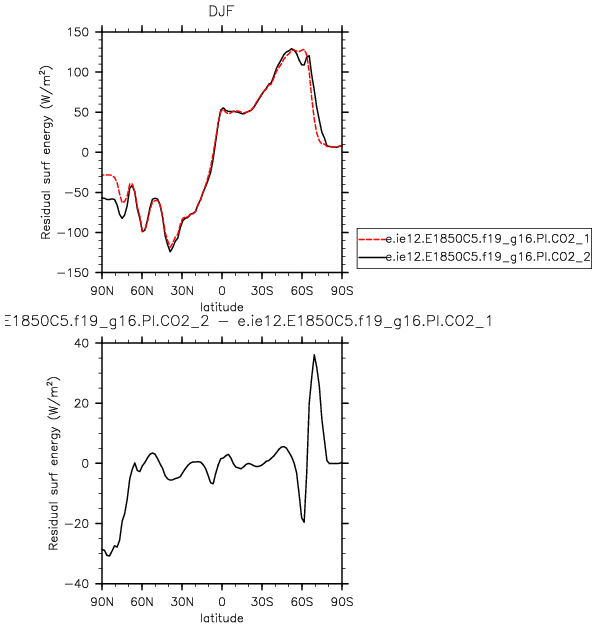 DJF
150
100
50
0
−50
−100
−150
Residual surf energy (W/m²)
90N 60N 30N 0 30S 60S 90S
latitude
e.ie12.E1850C5.f19_g16.PI.CO2_1
e.ie12.E1850C5.f19_g16.PI.CO2_2
E1850C5.f19_g16.PI.CO2_2 − e.ie12.E1850C5.f19_g16.PI.CO2_1
40
20
0
−20
−40
Residual surf energy (W/m²)
90N 60N 30N 0 30S 60S 90S
latitude